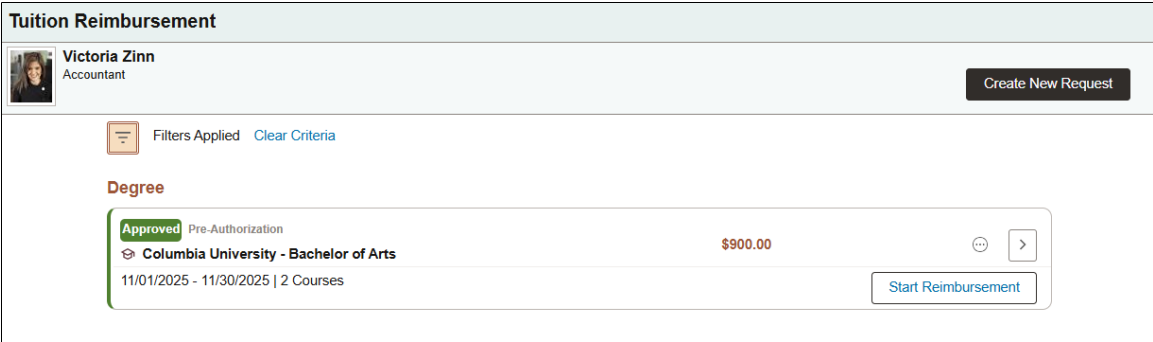 Tuition Reimbursement
Victoria Zinn
Accountant
Create New Request
Filters Applied Clear Criteria
Degree
Approved Pre-Authorization
Columbia University - Bachelor of Arts
$900.00
11/01/2025 - 11/30/2025 | 2 Courses
Start Reimbursement